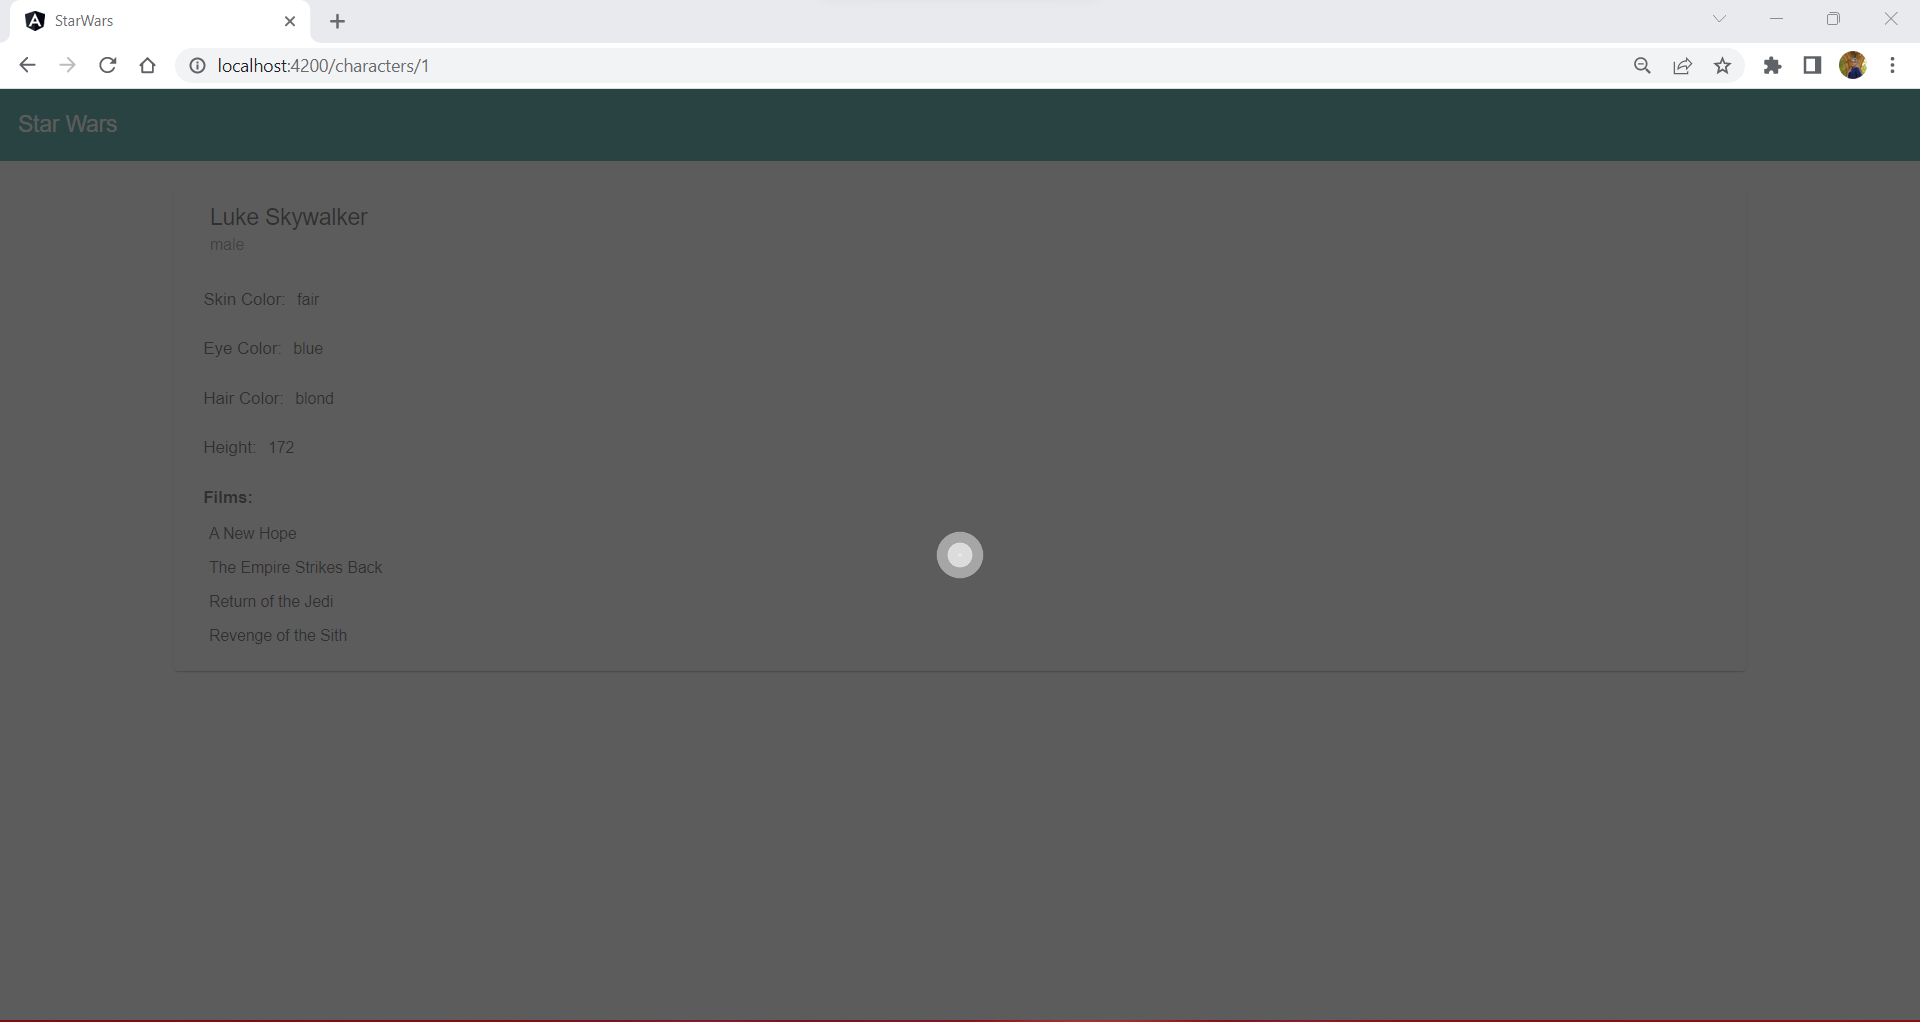 StarWars
localhost:4200/characters/1
Star Wars
Luke Skywalker
male
Skin Color: fair
Eye Color: blue
Hair Color: blond
Height: 172
Films:
A New Hope
The Empire Strikes Back
Return of the Jedi
Revenge of the Sith